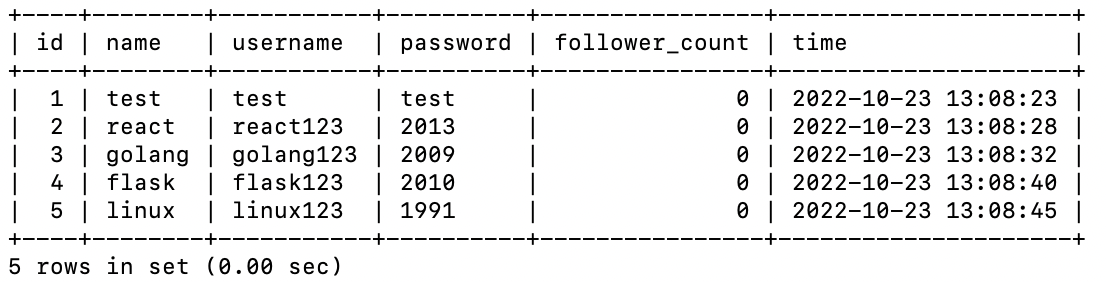 +----+--------+-----------+----------+----------------+---------------------+
| id | name   | username  | password | follower_count | time                |
+----+--------+-----------+----------+----------------+---------------------+
|  1 | test   | test      | test     |              0 | 2022-10-23 13:08:23 |
|  2 | react  | react123  | 2013     |              0 | 2022-10-23 13:08:28 |
|  3 | golang | golang123 | 2009     |              0 | 2022-10-23 13:08:32 |
|  4 | flask  | flask123  | 2010     |              0 | 2022-10-23 13:08:40 |
|  5 | linux  | linux123  | 1991     |              0 | 2022-10-23 13:08:45 |
+----+--------+-----------+----------+----------------+---------------------+
5 rows in set (0.00 sec)